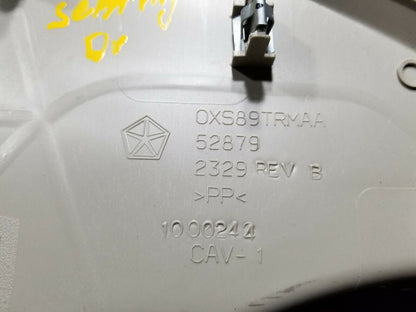 0XS89TRMAA
52879
2329 REV B
>PP<
1000242
CAV-1